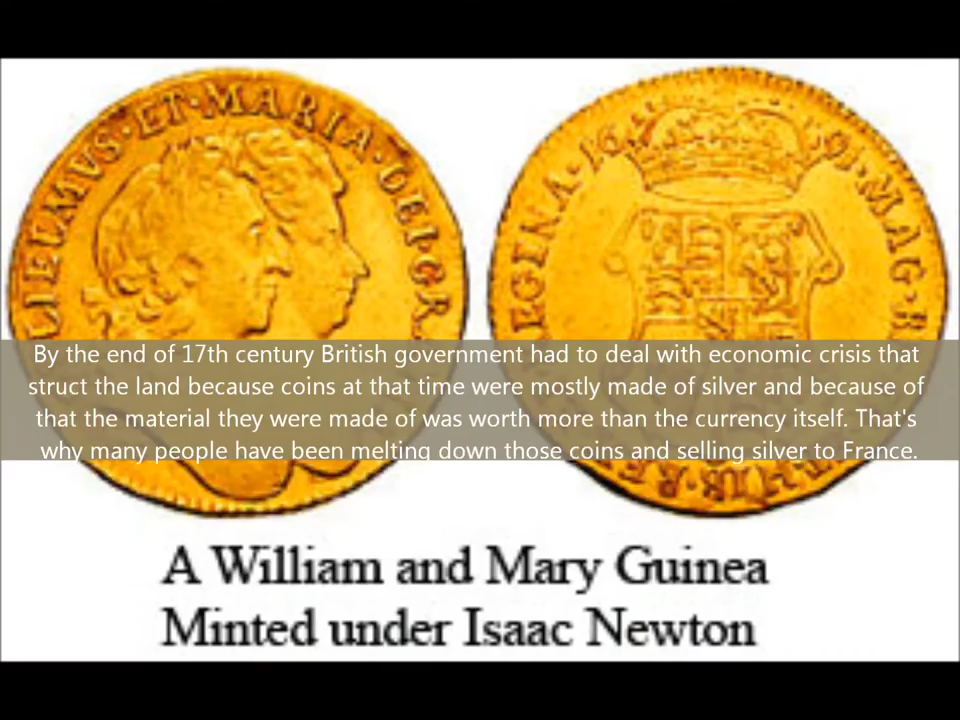 LIELMVS·ET·MARIA·DEI·GR
EGINA·16 91·MAG·
By the end of 17th century British government had to deal with economic crisis that
struct the land because coins at that time were mostly made of silver and because of
that the material they were made of was worth more than the currency itself. That's
why many people have been melting down those coins and selling silver to France.
A William and Mary Guinea
Minted under Isaac Newton